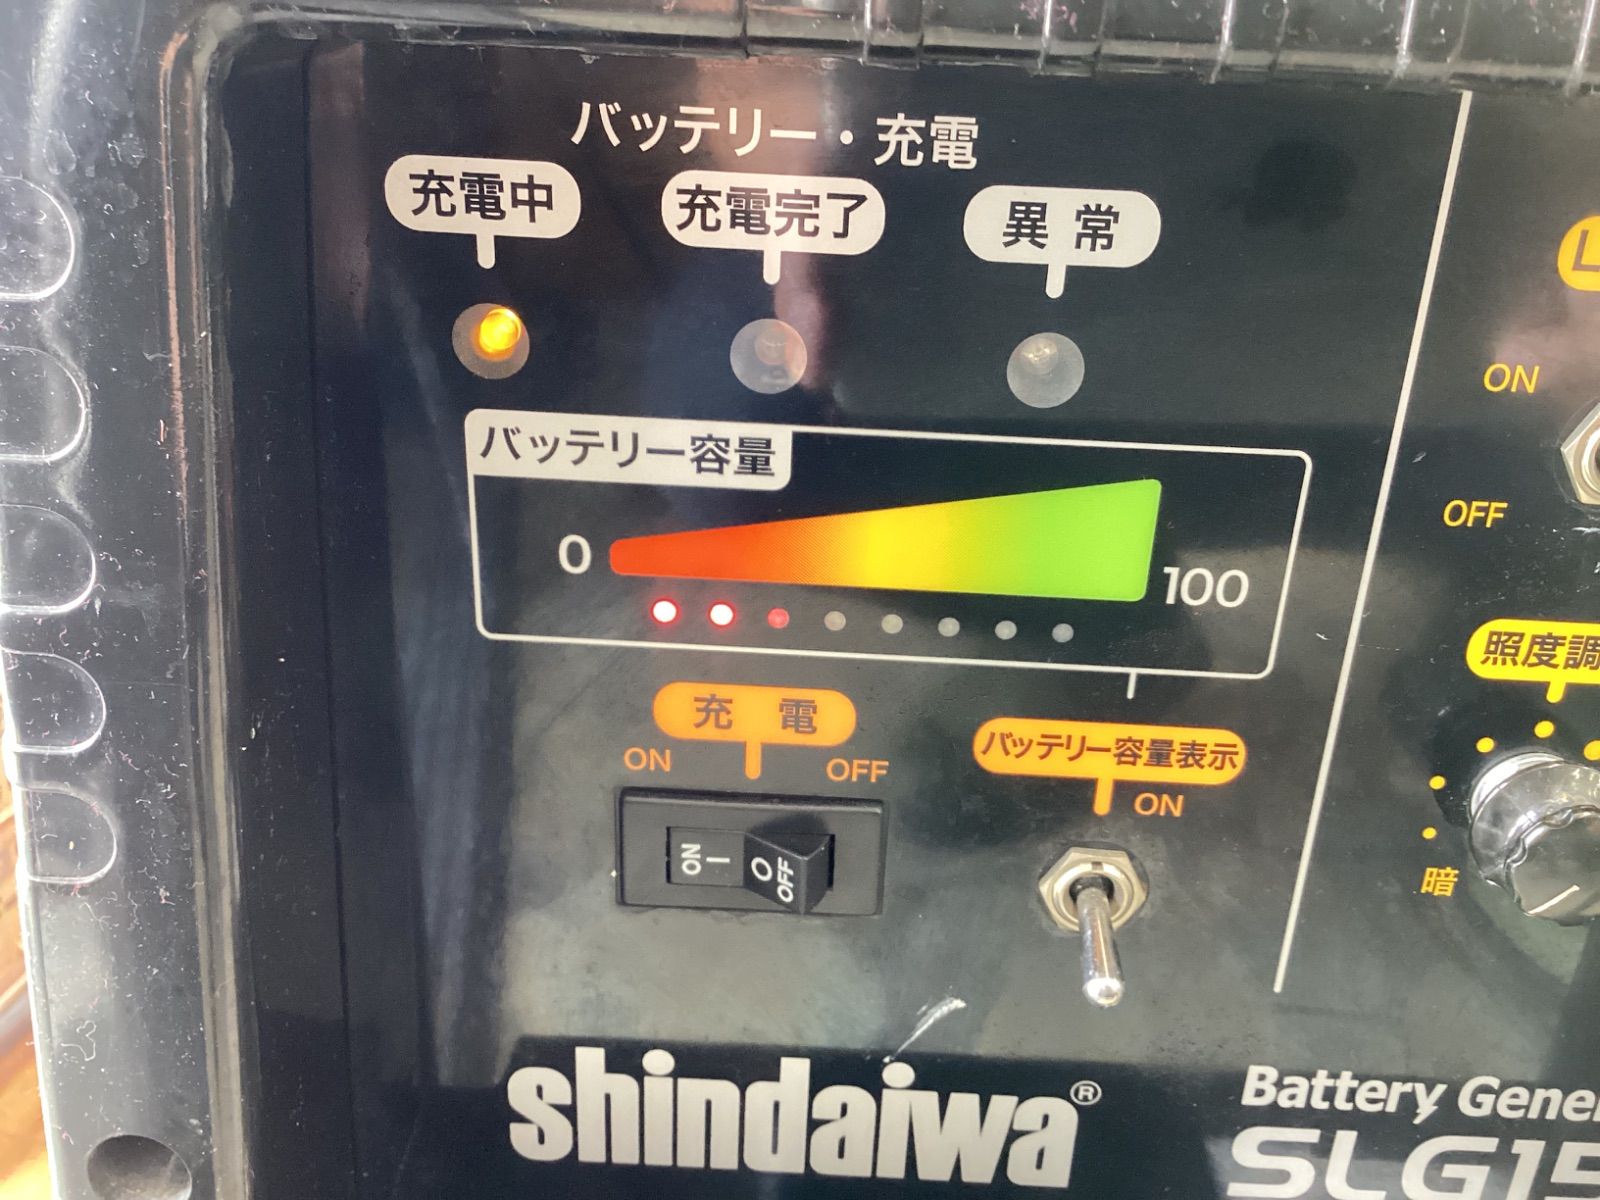 バッテリー・充電
充電中
充電完了
異常
バッテリー容量
0
100
充電
ON
OFF
ON
OFF
バッテリー容量表示
ON
ON
OFF
照度調
暗
shindaiwa®
Battery Gene
SLG15